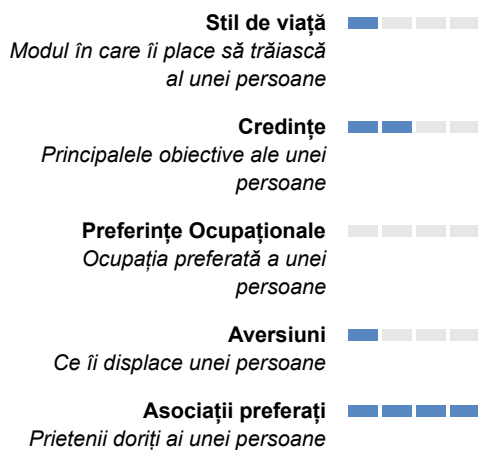 Stil de viață
Modul în care îi place să trăiască
al unei persoane
Credințe
Principalele obiective ale unei
persoane
Preferințe Ocupaționale
Ocupația preferată a unei
persoane
Aversiuni
Ce îi displace unei persoane
Asociații preferați
Prietenii doriți ai unei persoane